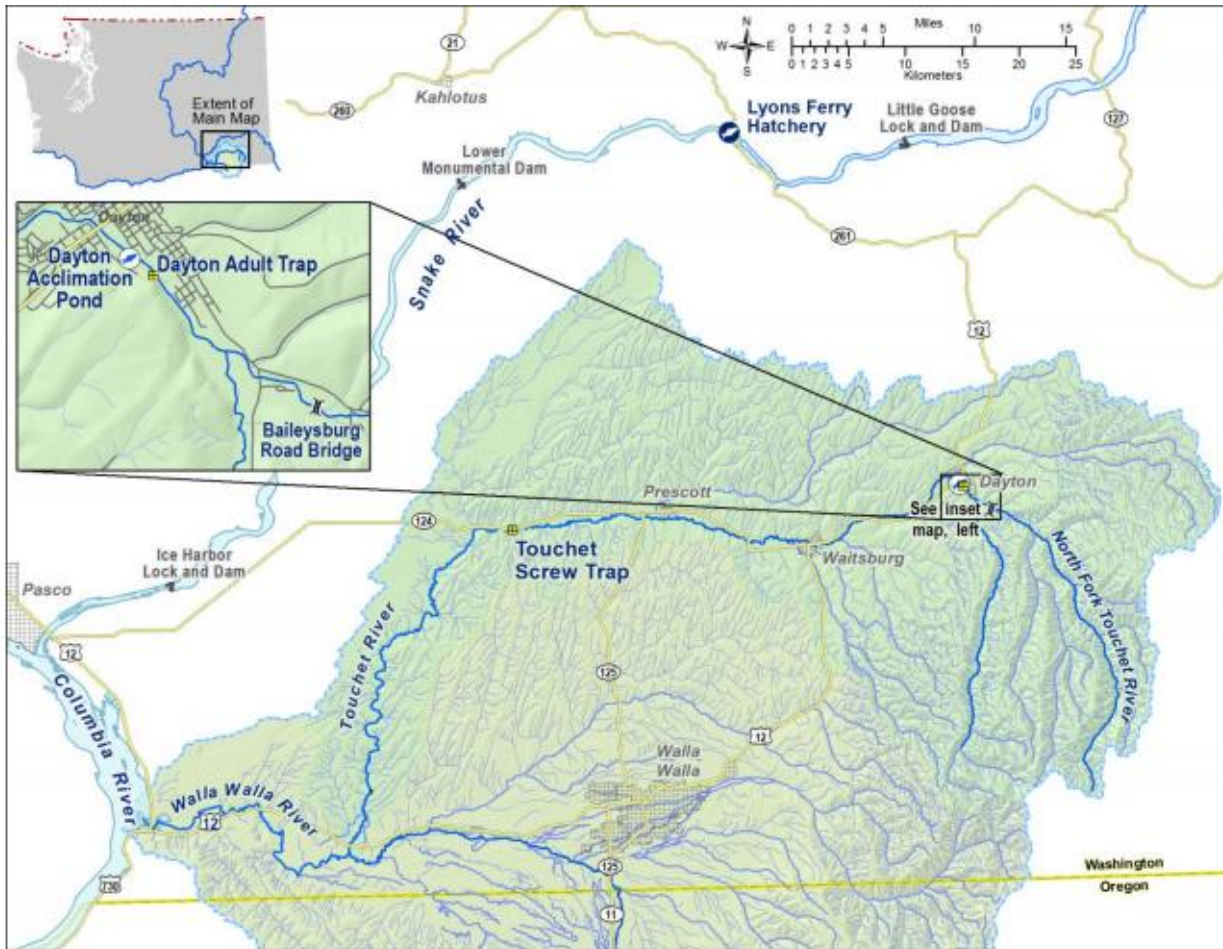 Extent of
Main Map
21
260
Kahlotus
N
W E
S
Miles
0 1 2 3 4 5 10 15
0 1 2 3 4 5 10 15 20 25
Kilometers
Lyons Ferry
Hatchery
Little Goose
Lock and Dam
127
Lower
Monumental Dam
Snake River
261
12
Dayton
Dayton
Acclimation
Pond
Dayton Adult Trap
Baileysburg
Road Bridge
Dayton
See inset
map, left
Prescott
124
Touchet
Screw Trap
Waitsburg
North Fork Touchet River
Ice Harbor
Lock and Dam
Pasco
12
Columbia River
Touchet River
125
12
Walla
Walla
Walla Walla River
12
730
125
11
Washington
Oregon